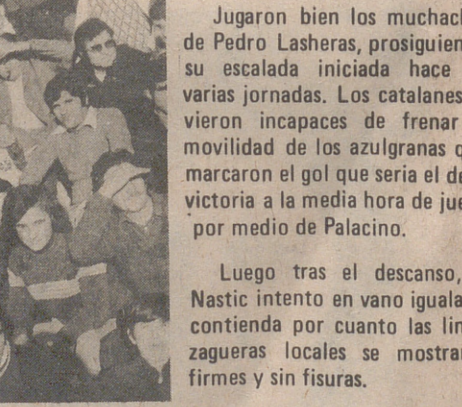 Jugaron bien los muchach
de Pedro Lasheras, prosiguien
su escalada iniciada hace
varias jornadas. Los catalanes
vieron incapaces de frenar
movilidad de los azulgranas q
marcaron el gol que seria el de
victoria a la media hora de jue
por medio de Palacino.
Luego tras el descanso,
Nastic intento en vano iguala
contienda por cuanto las lin
zagueras locales se mostrar
firmes y sin fisuras.